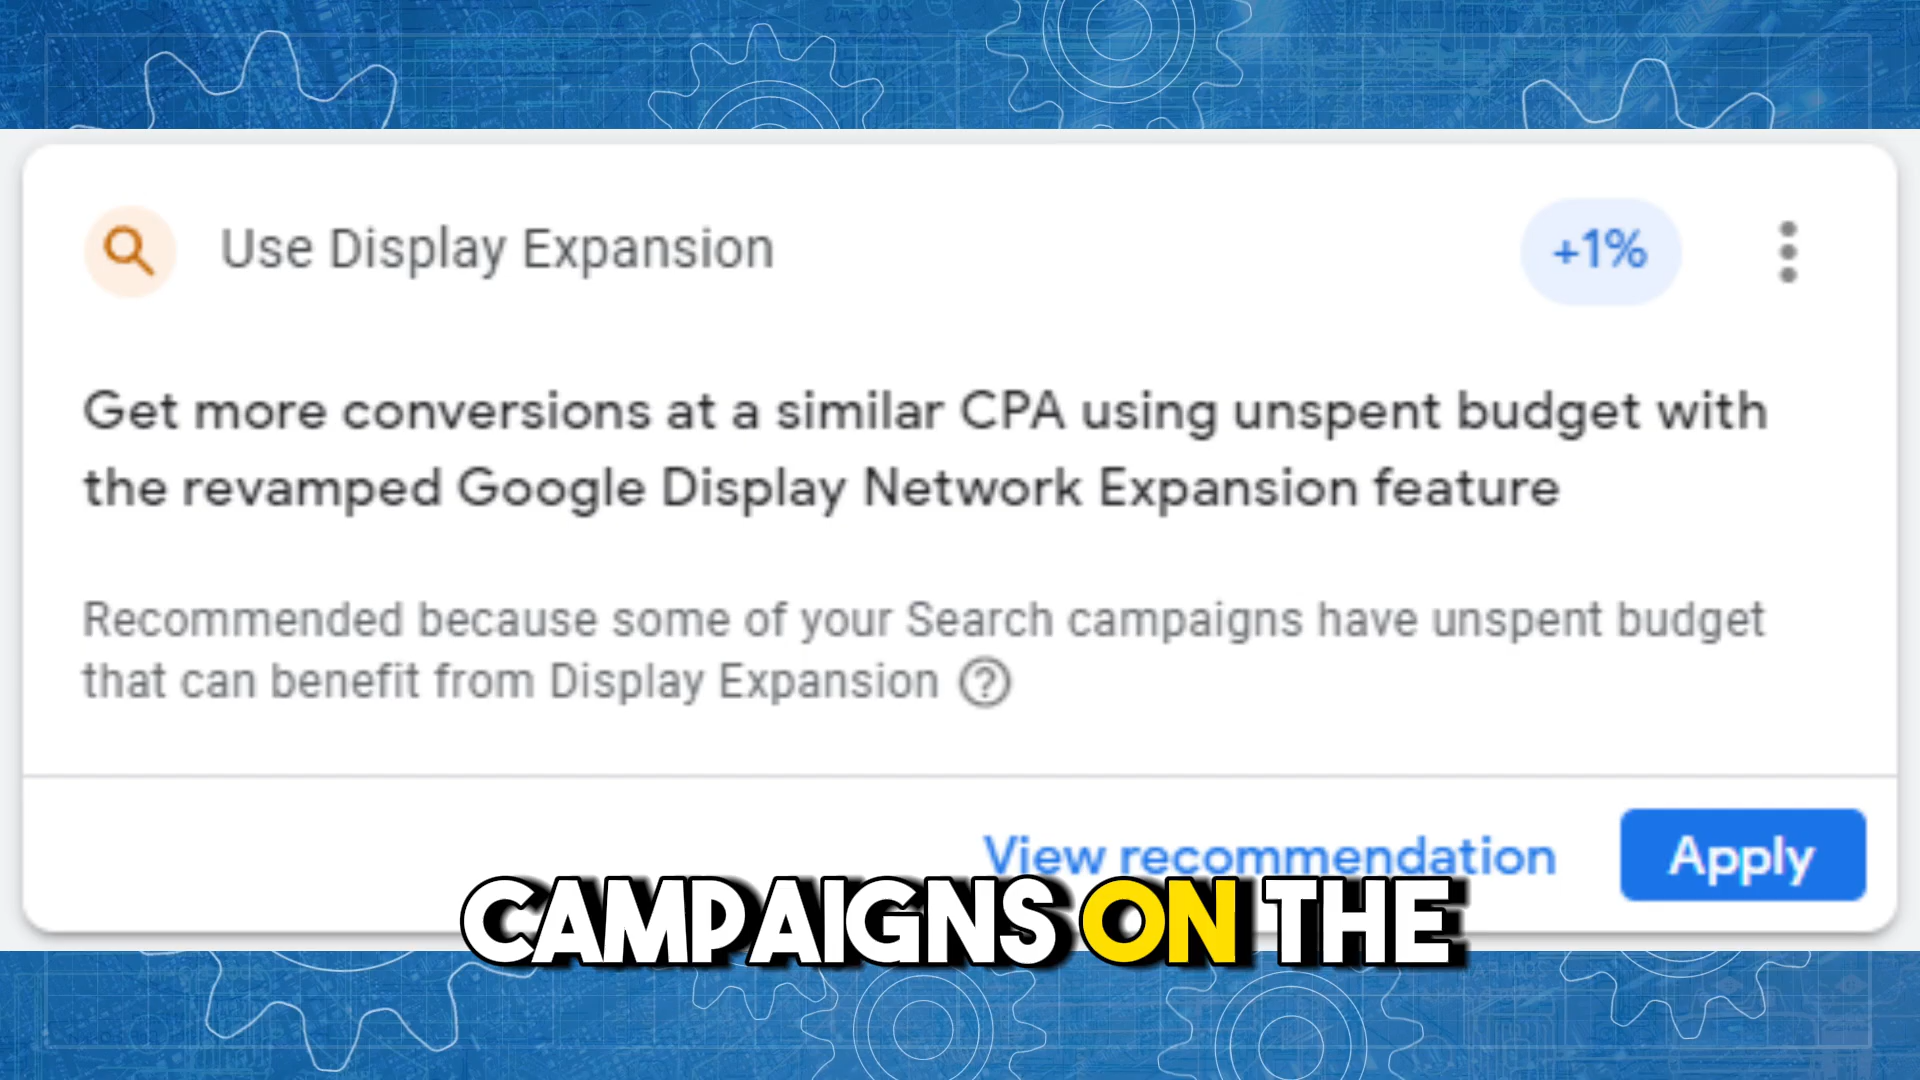 Use Display Expansion
+1%
Get more conversions at a similar CPA using unspent budget with
the revamped Google Display Network Expansion feature
Recommended because some of your Search campaigns have unspent budget
that can benefit from Display Expansion ?
View recommendation
Apply
CAMPAIGNS ON THE